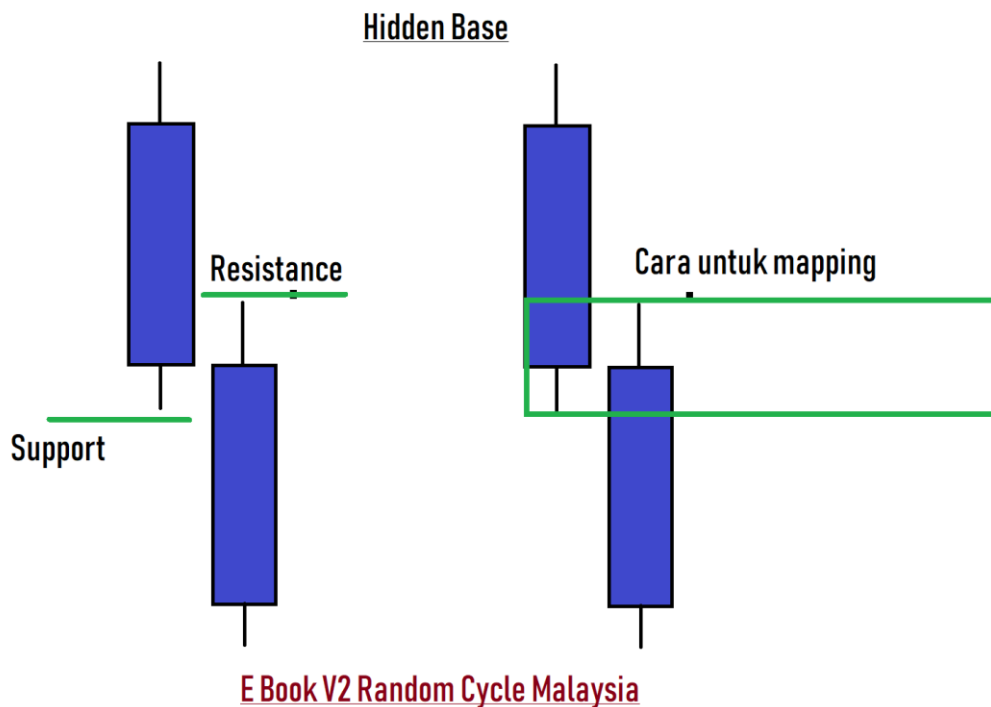 Hidden Base
Resistance
Cara untuk mapping
Support
E Book V2 Random Cycle Malaysia